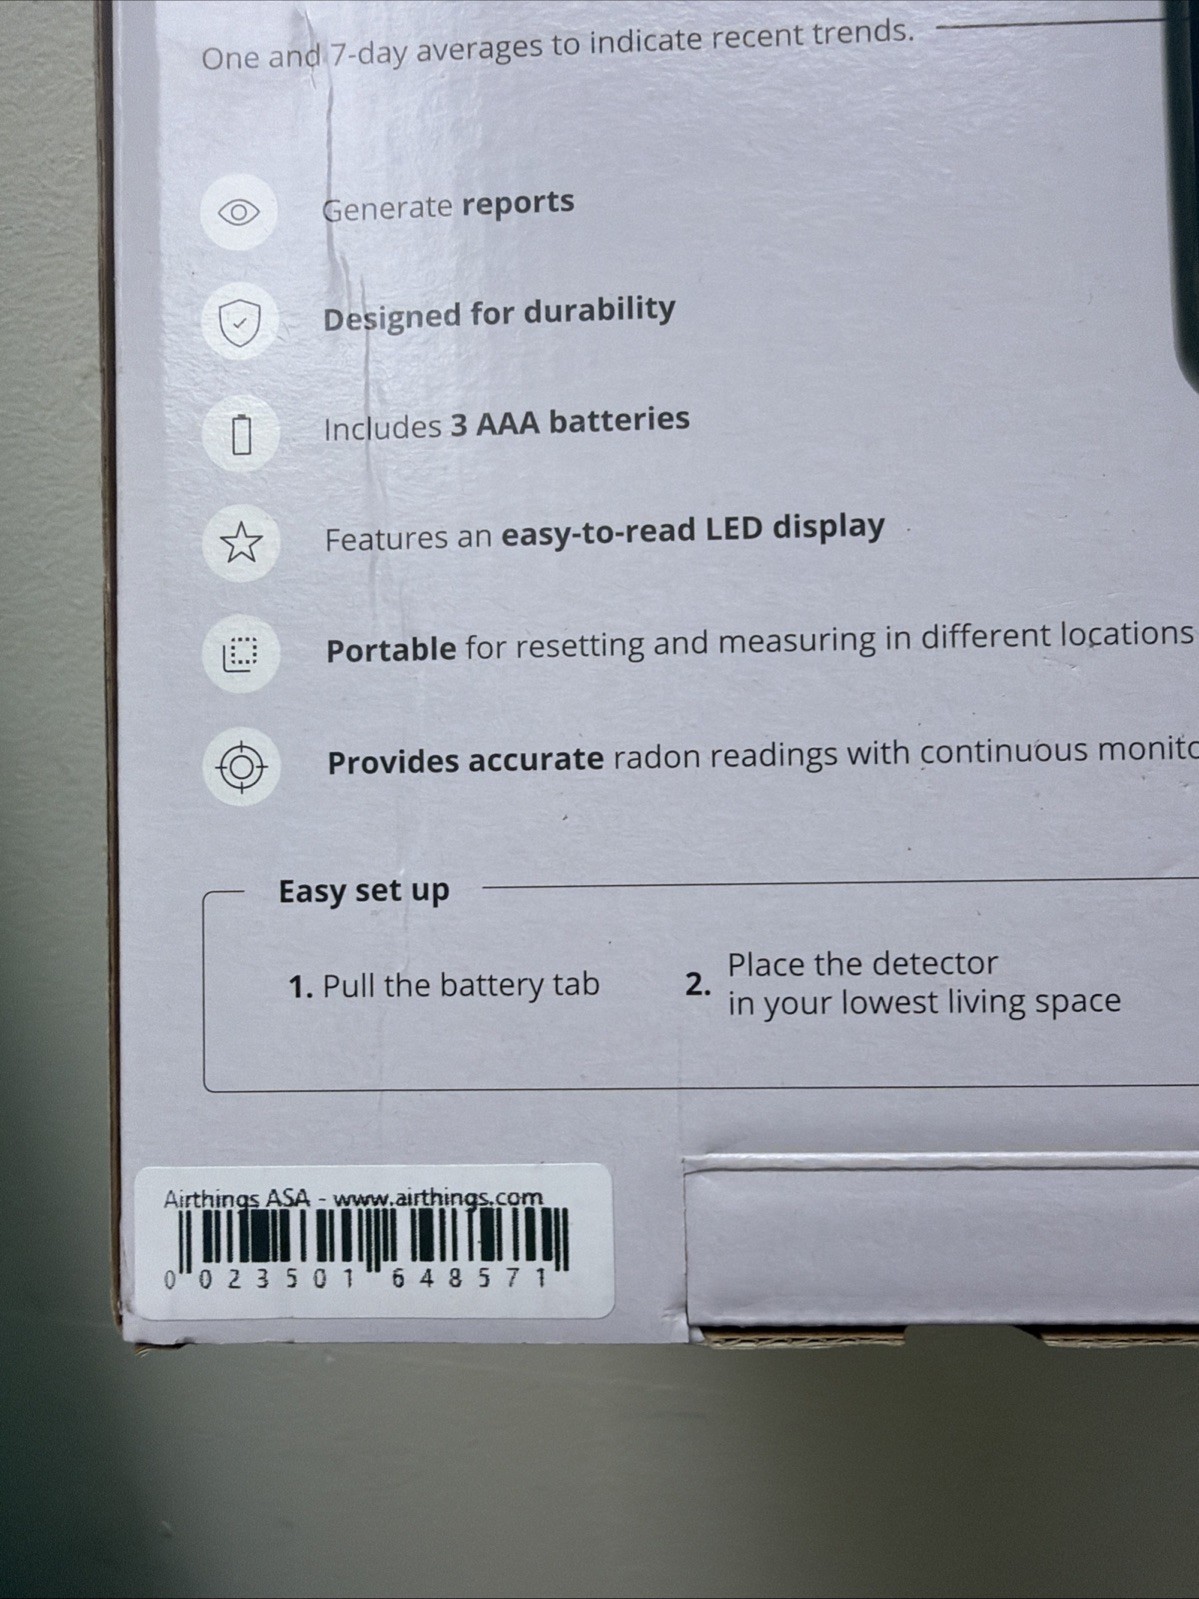 One and 7-day averages to indicate recent trends.
Generate reports
Designed for durability
Includes 3 AAA batteries
Features an easy-to-read LED display
Portable for resetting and measuring in different locations
Provides accurate radon readings with continuous monito
Easy set up
1. Pull the battery tab
2. Place the detector
in your lowest living space
Airthings ASA - www.airthings.com
0 023501 648571